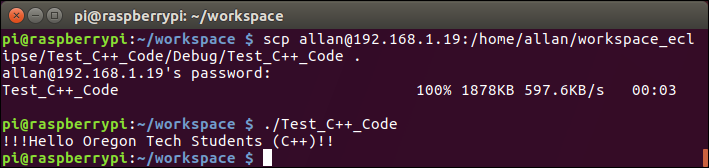 pi@raspberrypi: ~/workspace
pi@raspberrypi:~/workspace $ scp allan@192.168.1.19:/home/allan/workspace_ecl
ipse/Test_C++_Code/Debug/Test_C++_Code .
allan@192.168.1.19's password:
Test_C++_Code 100% 1878KB 597.6KB/s 00:03
pi@raspberrypi:~/workspace $ ./Test_C++_Code
!!!Hello Oregon Tech Students (C++)!!
pi@raspberrypi:~/workspace $